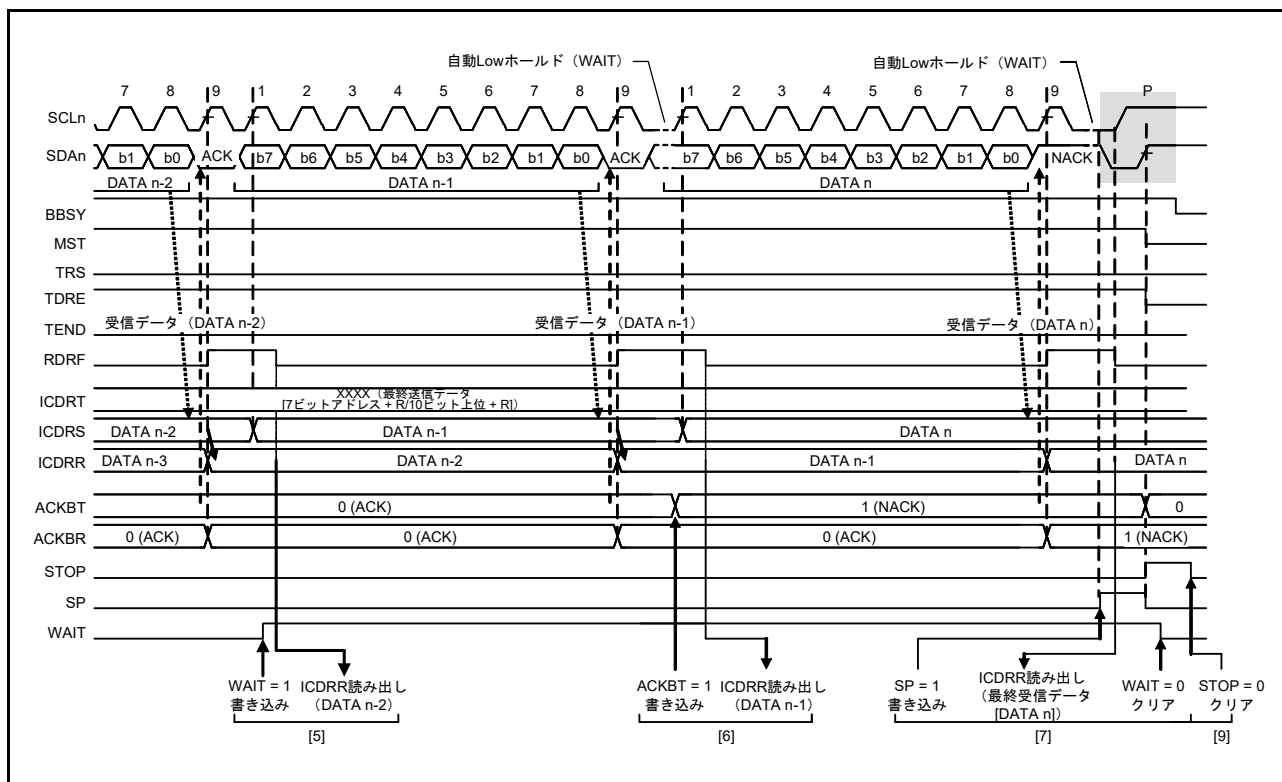 自動Lowホールド（WAIT）
自動Lowホールド（WAIT）
7 8 9 1 2 3 4 5 6 7 8 9 1 2 3 4 5 6 7 8 9 P
SCLn
SDAn b1 b0 ACK b7 b6 b5 b4 b3 b2 b1 b0 ACK b7 b6 b5 b4 b3 b2 b1 b0 NACK
DATA n-2 DATA n-1 DATA n
BBSY
MST
TRS
TDRE
TEND 受信データ（DATA n-2） 受信データ（DATA n-1） 受信データ（DATA n）
RDRF
ICDRT XXXX（最終送信データ
[7ビットアドレス + R/10ビット上位 + R]）
ICDRS DATA n-2 DATA n-1 DATA n
ICDRR DATA n-3 DATA n-2 DATA n-1 DATA n
ACKBT 0 (ACK) 1 (NACK) 0
ACKBR 0 (ACK) 0 (ACK) 0 (ACK) 1 (NACK)
STOP
SP
WAIT
WAIT = 1
書き込み
ICDRR読み出し
（DATA n-2）
[5]
ACKBT = 1
書き込み
ICDRR読み出し
（DATA n-1）
[6]
SP = 1
書き込み
ICDRR読み出し
（最終受信データ
[DATA n]）
WAIT = 0
クリア
[7]
STOP = 0
クリア
[9]